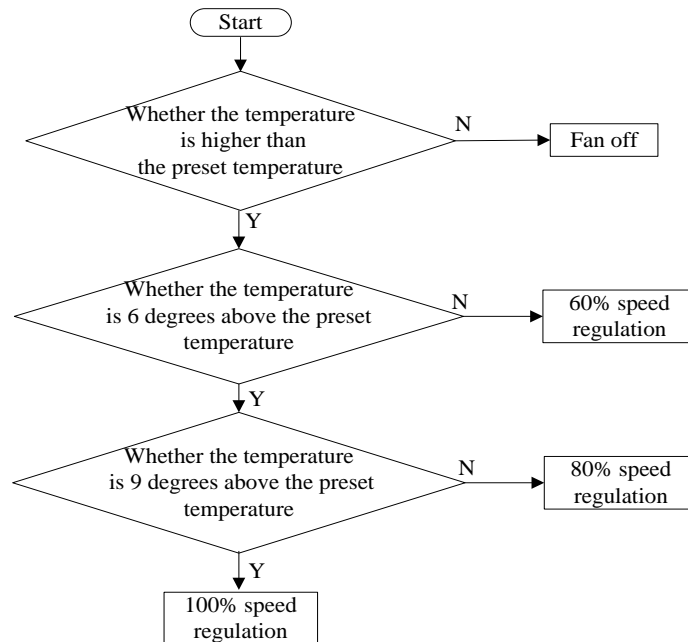 Start
Whether the temperature
is higher than
the preset temperature
N
Fan off
Y
Whether the temperature
is 6 degrees above the preset
temperature
N
60% speed
regulation
Y
Whether the temperature
is 9 degrees above the preset
temperature
N
80% speed
regulation
Y
100% speed
regulation